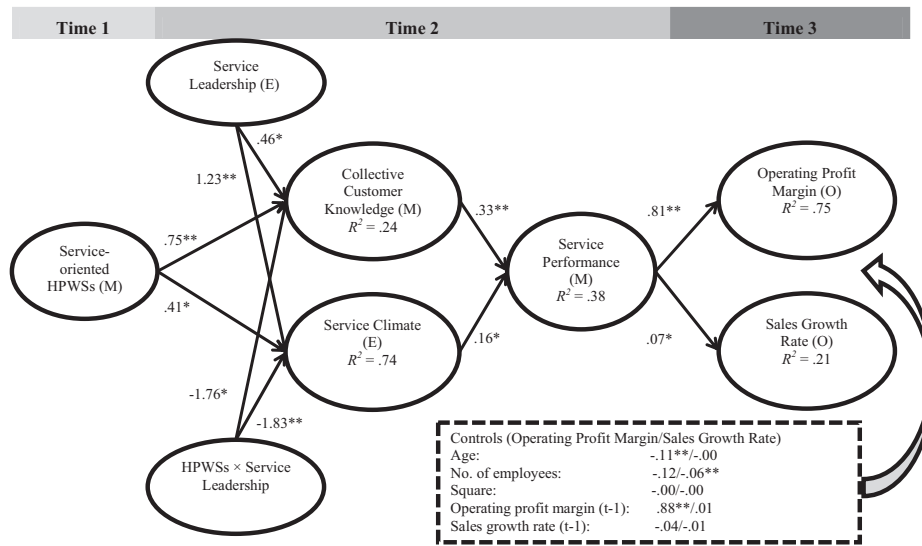 Time 1
Time 2
Time 3
Service
Leadership (E)
.46*
1.23**
Collective
Customer
Knowledge (M)
R² = .24
Operating Profit
Margin (O)
R² = .75
.33**
.81**
.75**
Service-
oriented
HPWSs (M)
Service
Performance
(M)
R² = .38
.41*
Service Climate
(E)
R² = .74
.16*
.07*
Sales Growth
Rate (O)
R² = .21
-1.76*
-1.83**
HPWSs × Service
Leadership
Controls (Operating Profit Margin/Sales Growth Rate)
Age: -.11**/-.00
No. of employees: -.12/-.06**
Square: -.00/-.00
Operating profit margin (t-1): .88**/.01
Sales growth rate (t-1): -.04/-.01